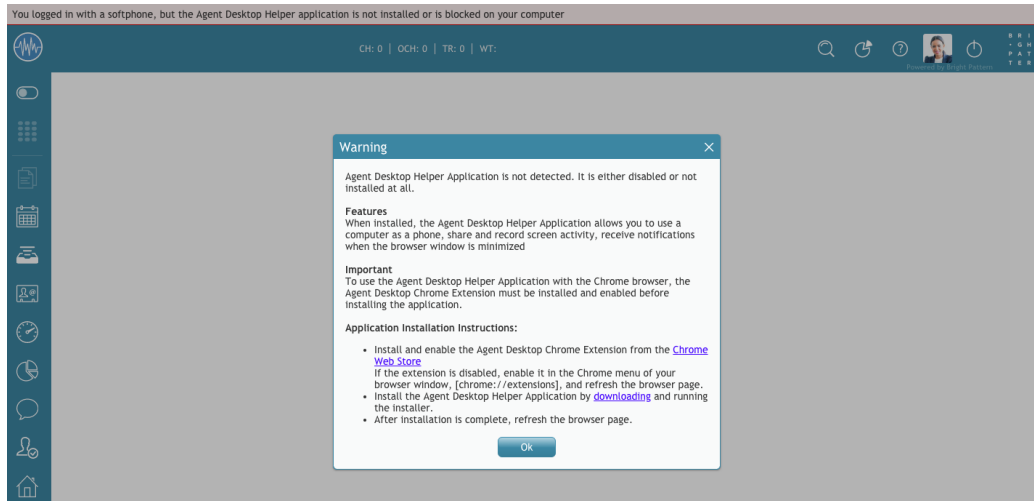 You logged in with a softphone, but the Agent Desktop Helper application is not installed or is blocked on your computer
CH: 0 | OCH: 0 | TR: 0 | WT:
Powered by Bright Pattern
B R I
- G H
P A T
T E R
Warning
Agent Desktop Helper Application is not detected. It is either disabled or not
installed at all.
Features
When installed, the Agent Desktop Helper Application allows you to use a
computer as a phone, share and record screen activity, receive notifications
when the browser window is minimized
Important
To use the Agent Desktop Helper Application with the Chrome browser, the
Agent Desktop Chrome Extension must be installed and enabled before
installing the application.
Application Installation Instructions:
• Install and enable the Agent Desktop Chrome Extension from the Chrome
Web Store
If the extension is disabled, enable it in the Chrome menu of your
browser window, [chrome://extensions], and refresh the browser page.
• Install the Agent Desktop Helper Application by downloading and running
the installer.
• After installation is complete, refresh the browser page.
Ok